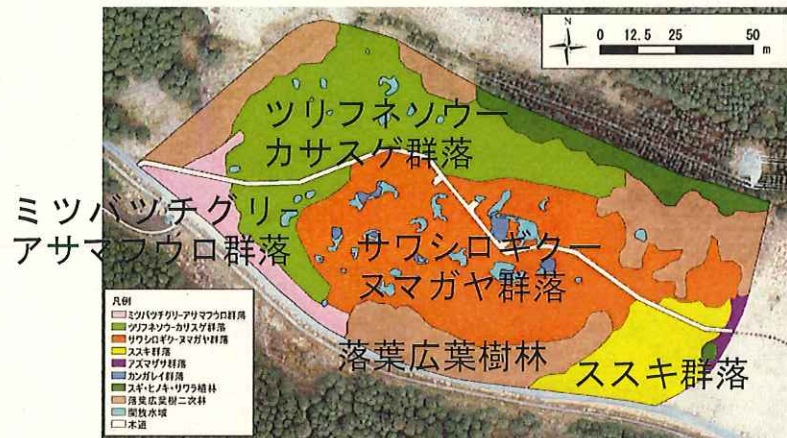 N
0 12.5 25 50
m
ツリフネソウー
カサスゲ群落
ミツバツチグリー
アサマフウロ群落
サワシロギクー
ヌマガヤ群落
落葉広葉樹林
ススキ群落
凡例
ミツバツチグリーアサマフウロ群落
ツリフネソウーカサスゲ群落
サワシロギクーヌマガヤ群落
ススキ群落
アズマザサ群落
カンガレイ群落
スギ・ヒノキ・サワラ植林
落葉広葉樹二次林
開放水域
木道